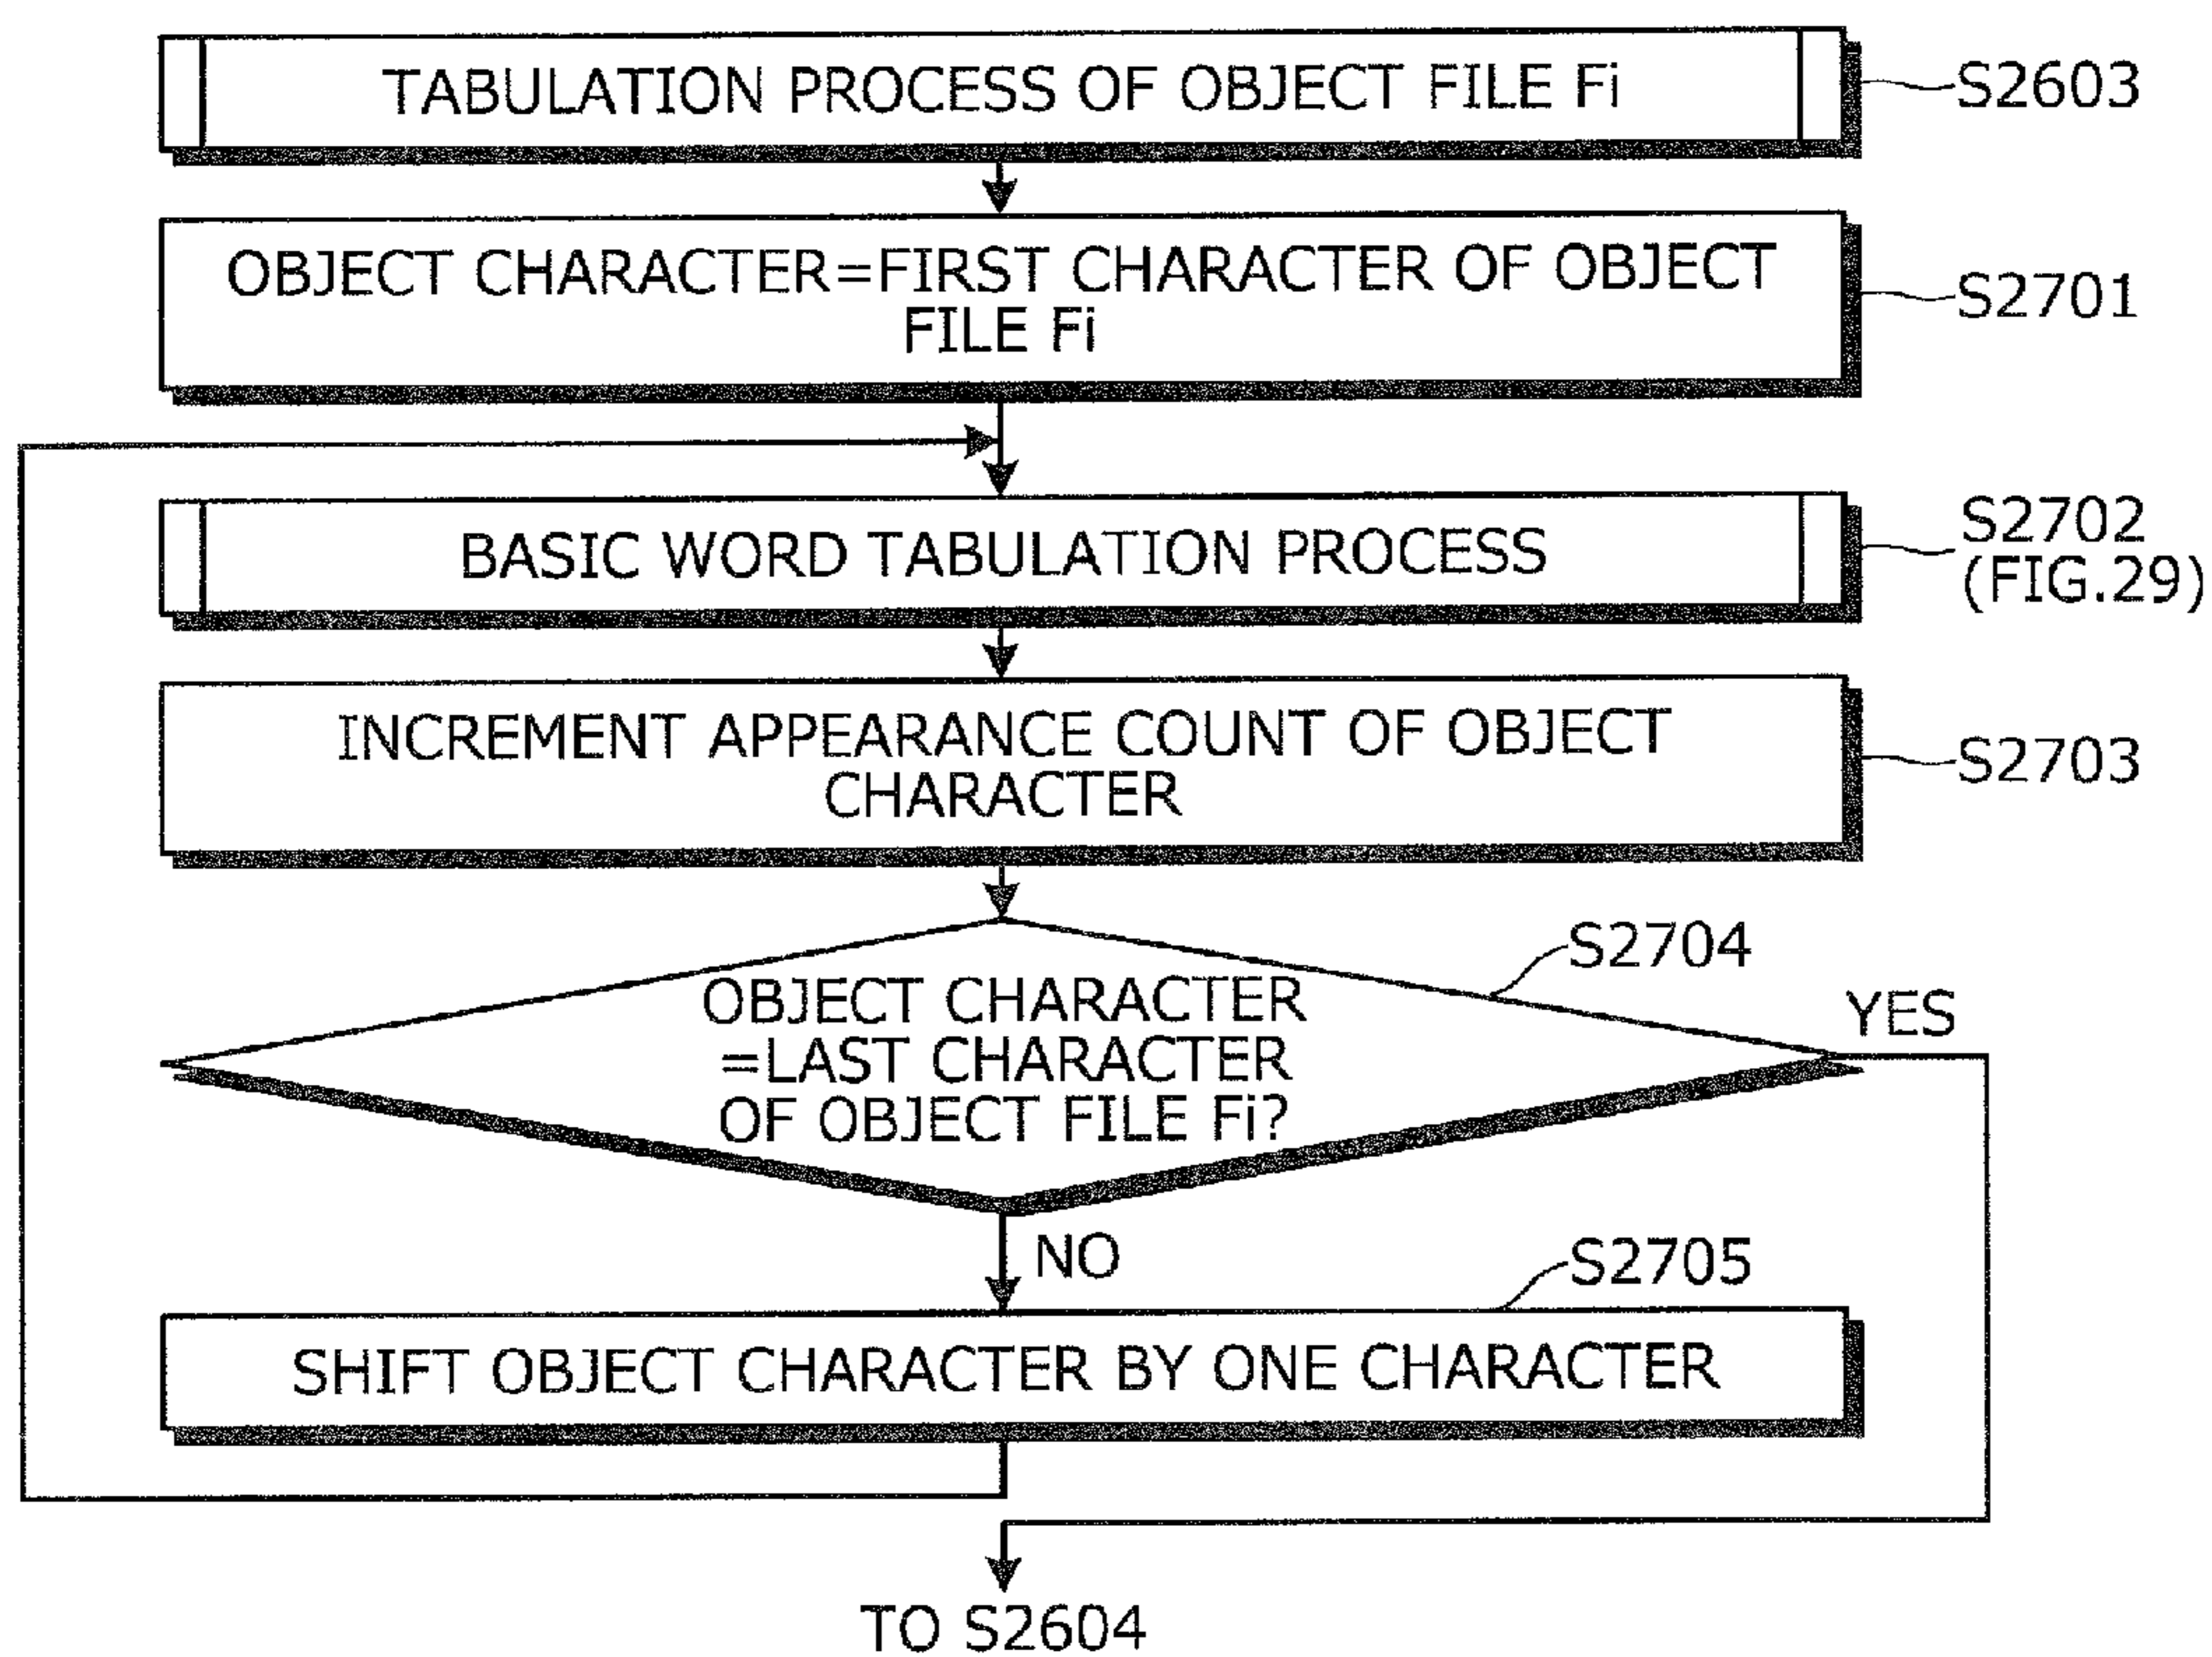 TABULATION PROCESS OF OBJECT FILE Fi
S2603
OBJECT CHARACTER=FIRST CHARACTER OF OBJECT
FILE Fi
S2701
BASIC WORD TABULATION PROCESS
S2702
(FIG.29)
INCREMENT APPEARANCE COUNT OF OBJECT
CHARACTER
S2703
S2704
OBJECT CHARACTER
=LAST CHARACTER
OF OBJECT FILE Fi?
YES
NO
S2705
SHIFT OBJECT CHARACTER BY ONE CHARACTER
TO S2604